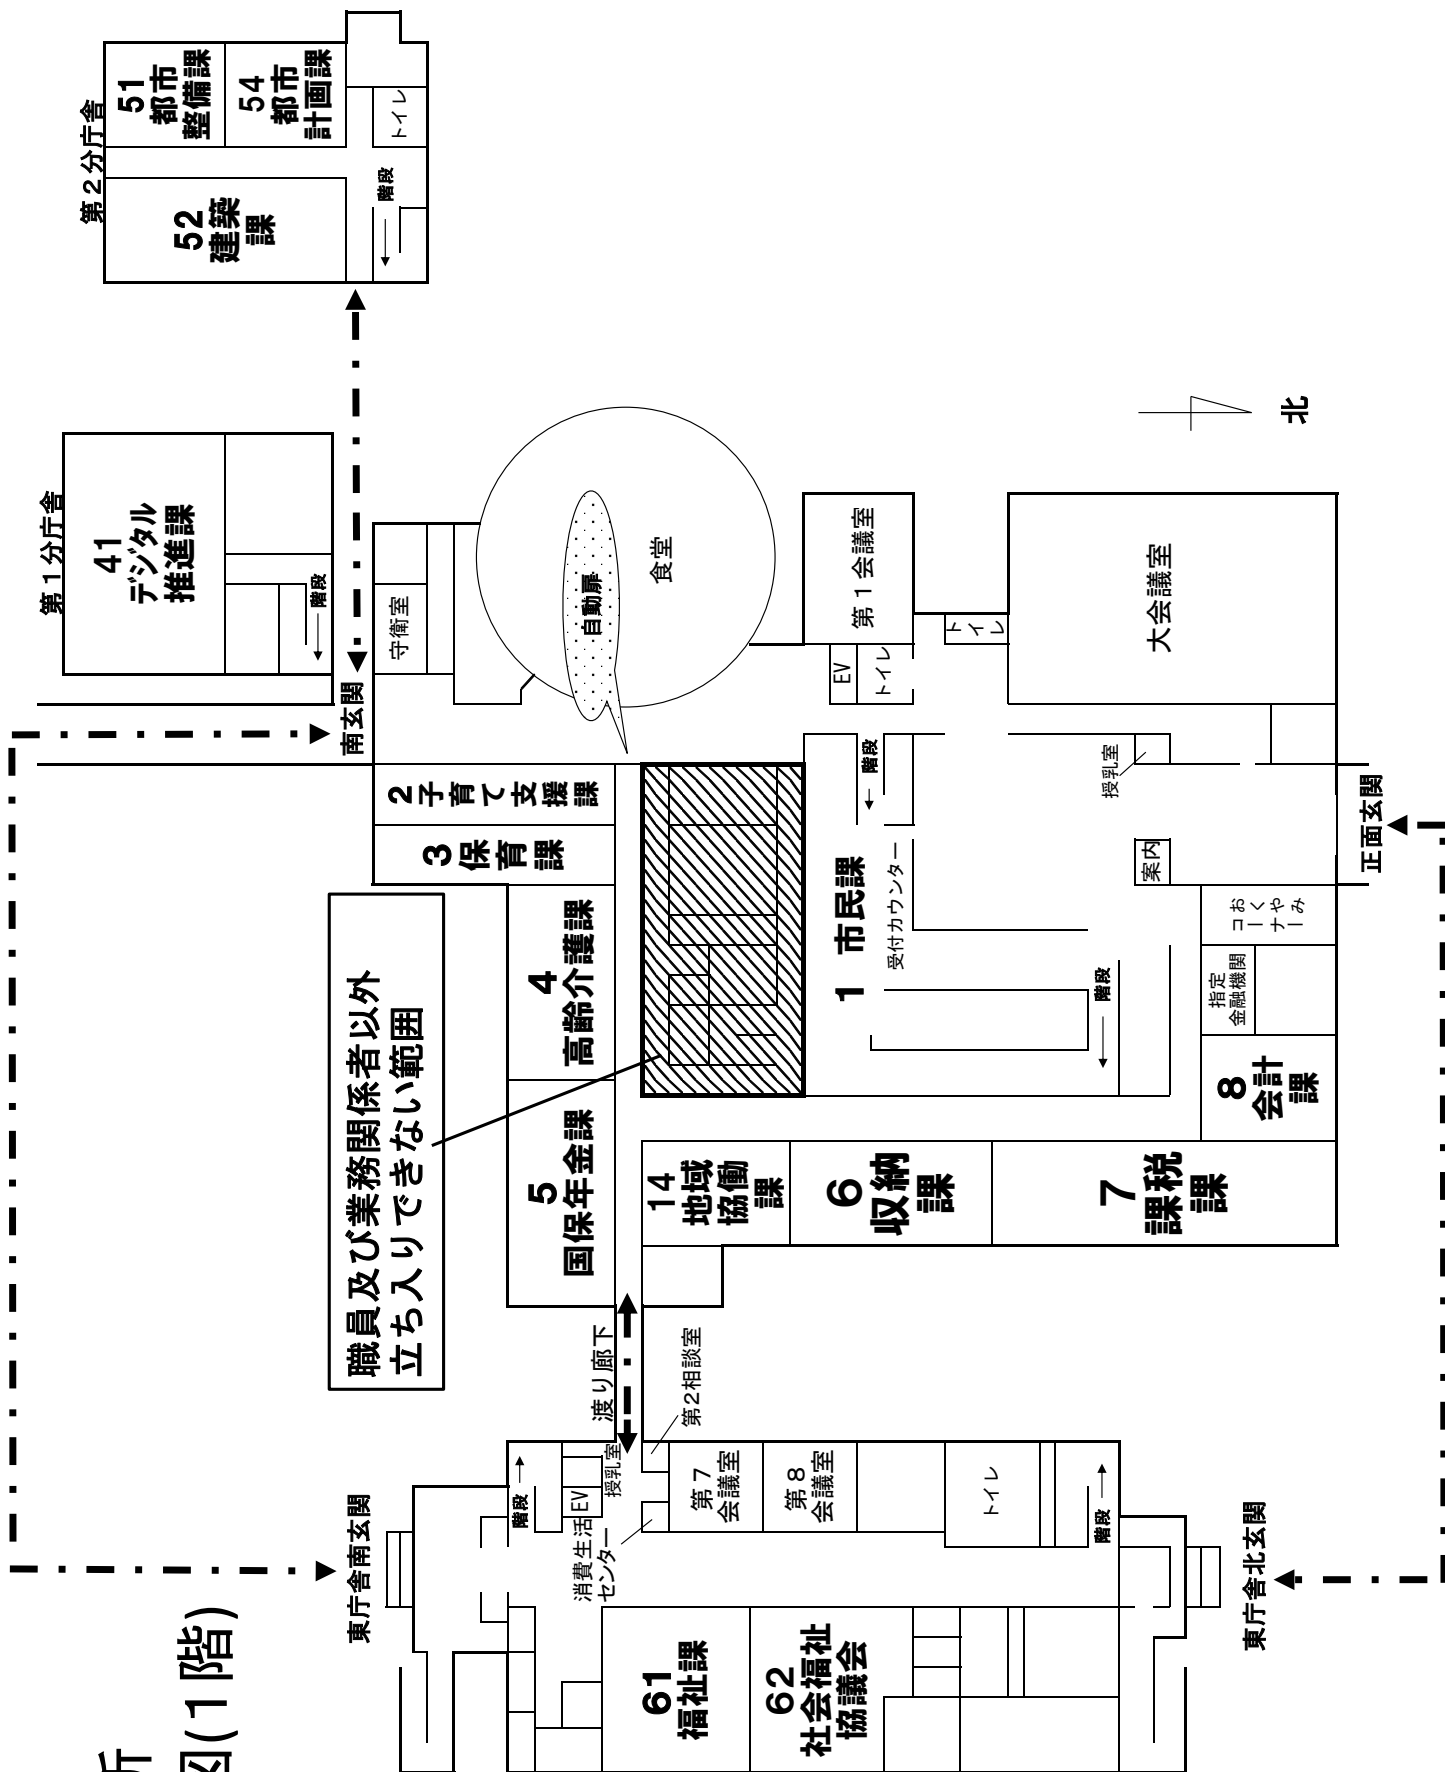 第２分庁舎
51
都市
整備課
54
都市
計画課
トイレ
階段
52
建築
課
第１分庁舎
41
デジタル
推進課
階段
南玄関
守衛室
食堂
自動扉
第１会議室
EV
トイレ
トイレ
大会議室
北
階段
授乳室
正面玄関
案内
おくやみ
コーナー
指定
金融機関
8
会計
課
2子育て支援課
3保育課
4
高齢介護課
5
国保年金課
職員及び業務関係者以外
立ち入りできない範囲
1 市民課
受付カウンター
階段
14
地域
協働
課
6
収納
課
7
課税
課
渡り廊下
第2相談室
授乳室
EV
階段
消費生活
センター
第７
会議室
第８
会議室
トイレ
階段
東庁舎南玄関
東庁舎北玄関
61
福祉課
62
社会福祉
協議会
(1階)